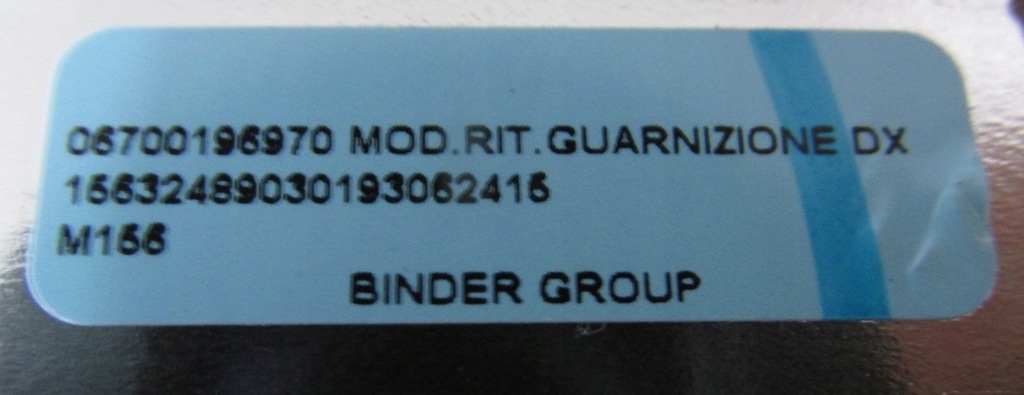 06700196970 MOD.RIT.GUARNIZIONE DX
15632489030193062415
M156
BINDER GROUP